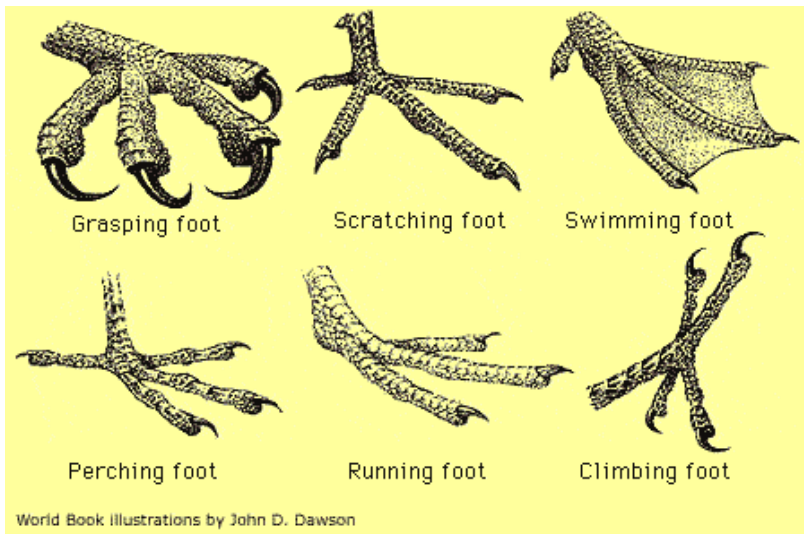 Grasping foot
Scratching foot
Swimming foot
Perching foot
Running foot
Climbing foot
World Book illustrations by John D. Dawson